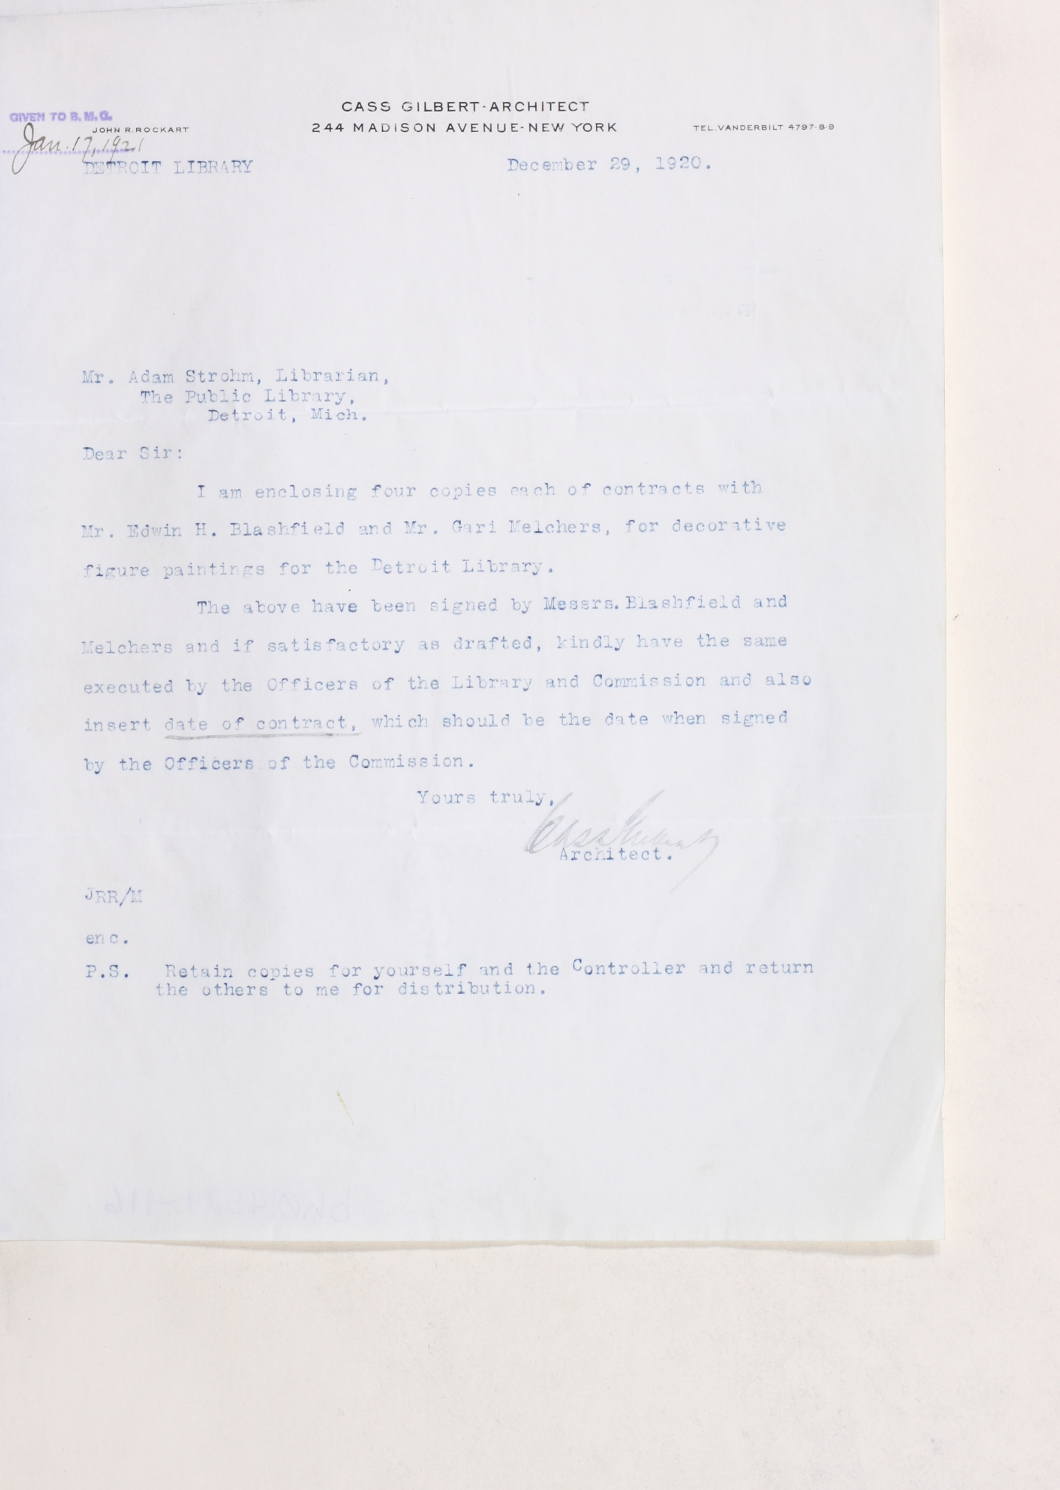 CASS GILBERT-ARCHITECT
244 MADISON AVENUE-NEW YORK
TEL. VANDERBILT 4797-8-9
GIVEN TO B. M. C.
JOHN R. ROCKART
Jan. 17, 1921
DETROIT LIBRARY
December 29, 1920.
Mr. Adam Strohm, Librarian,
The Public Library,
Detroit, Mich.
Dear Sir:
I am enclosing four copies each of contracts with
Mr. Edwin H. Blashfield and Mr. Gari Melchers, for decorative
figure paintings for the Detroit Library.
The above have been signed by Messrs. Blashfield and
Melchers and if satisfactory as drafted, kindly have the same
executed by the Officers of the Library and Commission and also
insert date of contract, which should be the date when signed
by the Officers of the Commission.
Yours truly,
Cass Gilbert
Architect.
JRR/M
enc.
P.S. Retain copies for yourself and the Controller and return
the others to me for distribution.